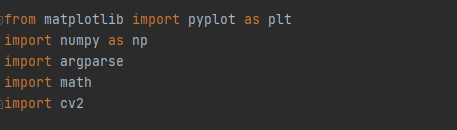 from matplotlib import pyplot as plt
import numpy as np
import argparse
import math
import cv2